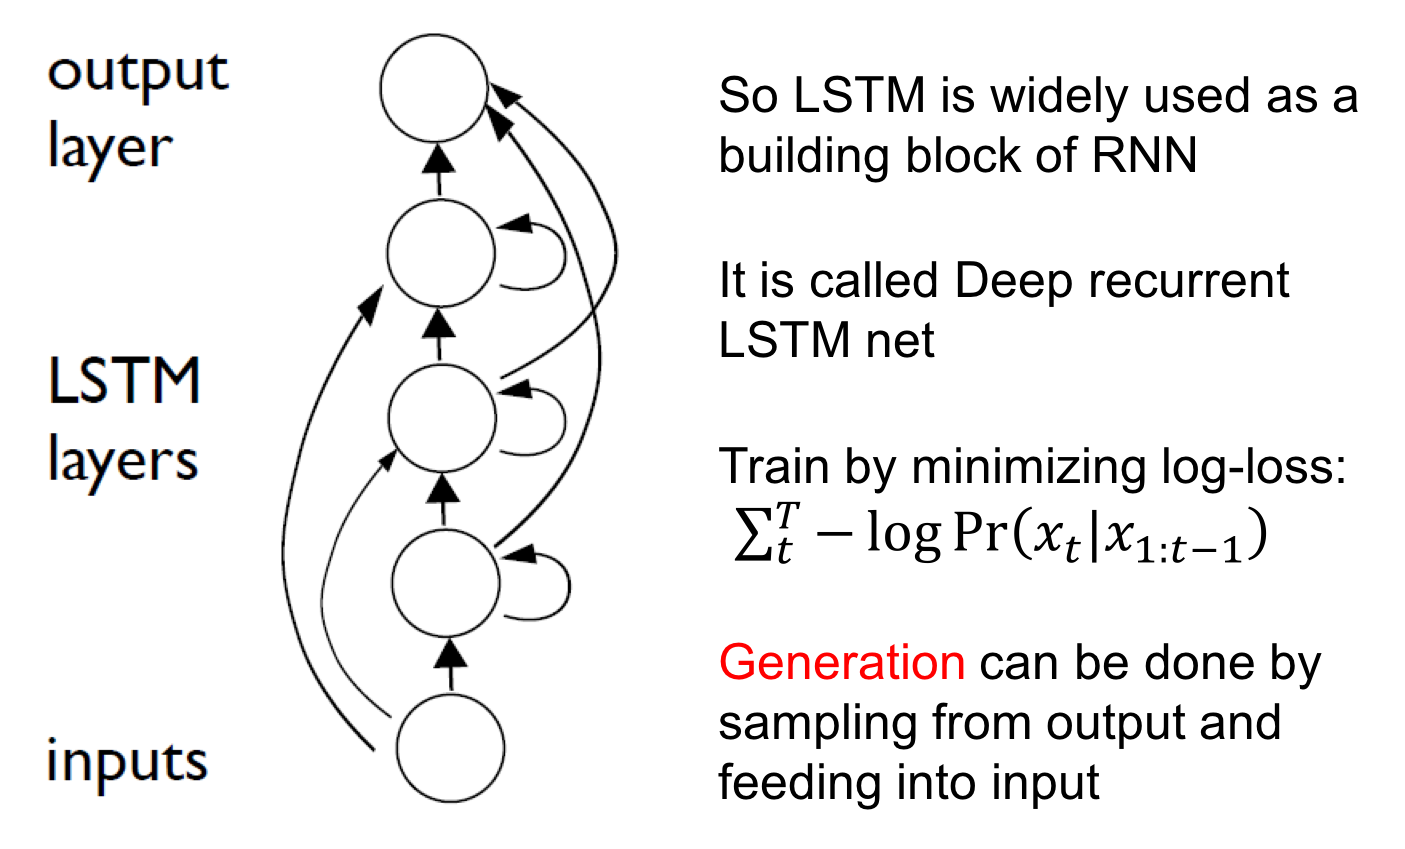 output
layer
LSTM
layers
inputs
So LSTM is widely used as a
building block of RNN
It is called Deep recurrent
LSTM net
Train by minimizing log-loss:
∑_t^T − log Pr(x_t|x_{1:t−1})
Generation can be done by
sampling from output and
feeding into input